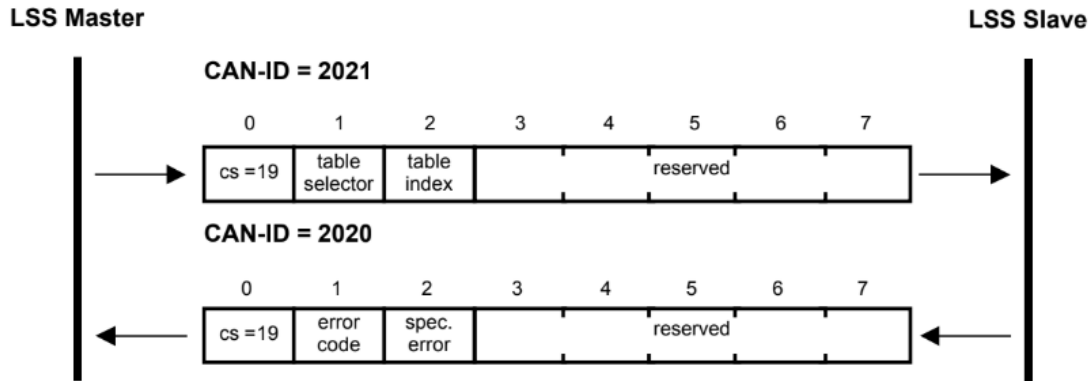 LSS Master
LSS Slave
CAN-ID = 2021
0 1 2 3 4 5 6 7
cs =19
table
selector
table
index
reserved
CAN-ID = 2020
0 1 2 3 4 5 6 7
cs =19
error
code
spec.
error
reserved